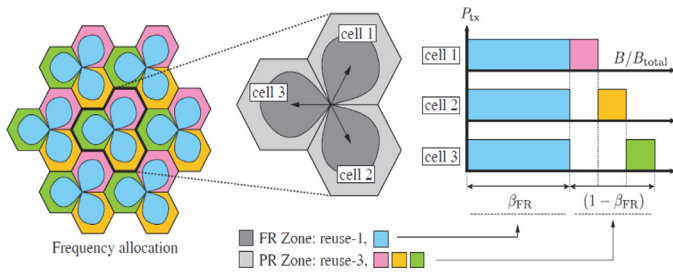 P_tx
cell 1
cell 1
B/B_total
cell 3
cell 2
cell 2
cell 3
β_FR
(1 − β_FR)
Frequency allocation
FR Zone: reuse-1,
PR Zone: reuse-3,